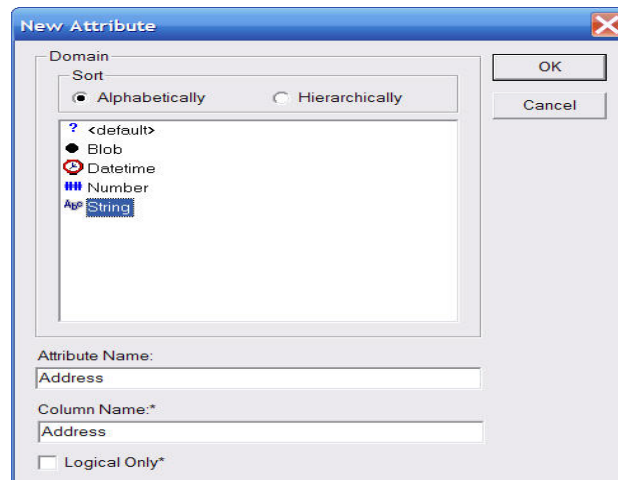 New Attribute
Domain
Sort
Alphabetically Hierarchically
OK
Cancel
? <default>
Blob
Datetime
Number
Abc String
Attribute Name:
Address
Column Name:*
Address
Logical Only*